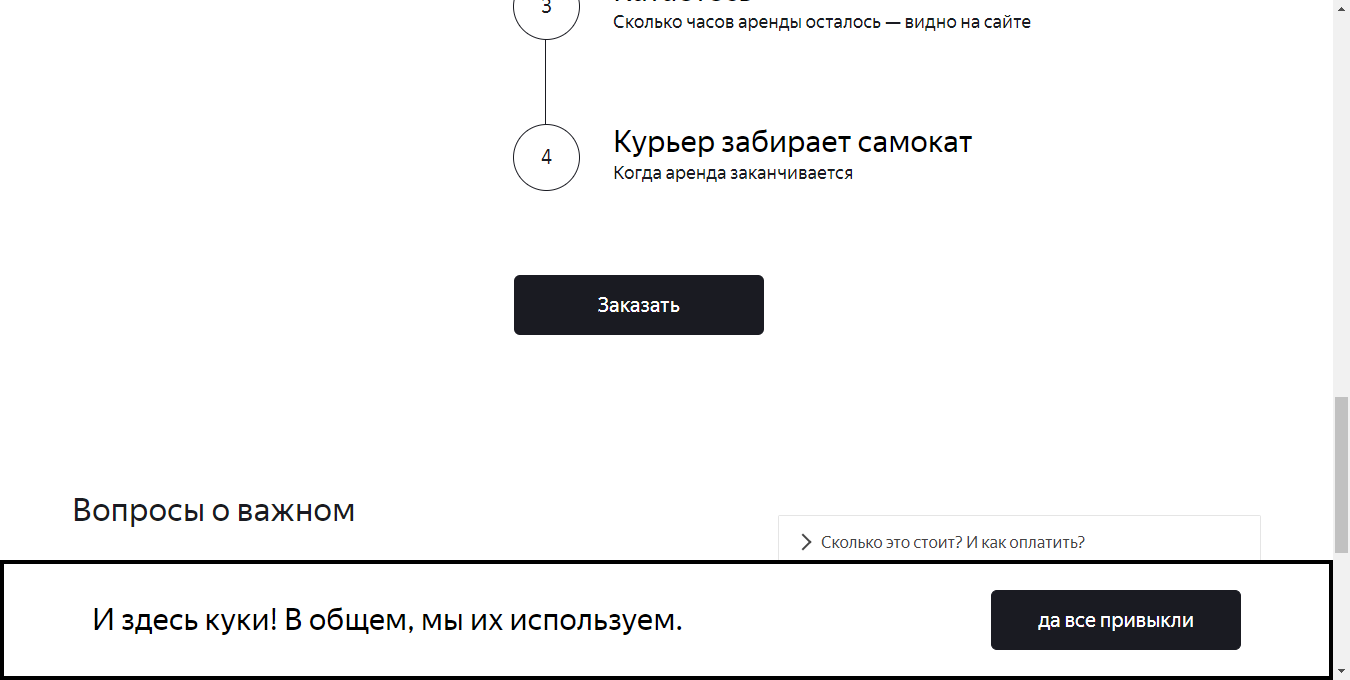 3
Сколько часов аренды осталось — видно на сайте
4
Курьер забирает самокат
Когда аренда заканчивается
Заказать
Вопросы о важном
Сколько это стоит? И как оплатить?
И здесь куки! В общем, мы их используем.
да все привыкли